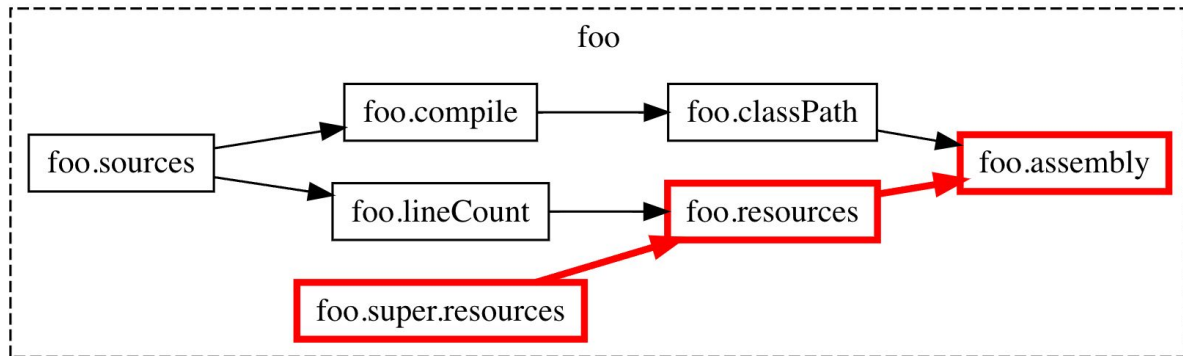 foo
foo.compile
foo.classPath
foo.sources
foo.assembly
foo.lineCount
foo.resources
foo.super.resources